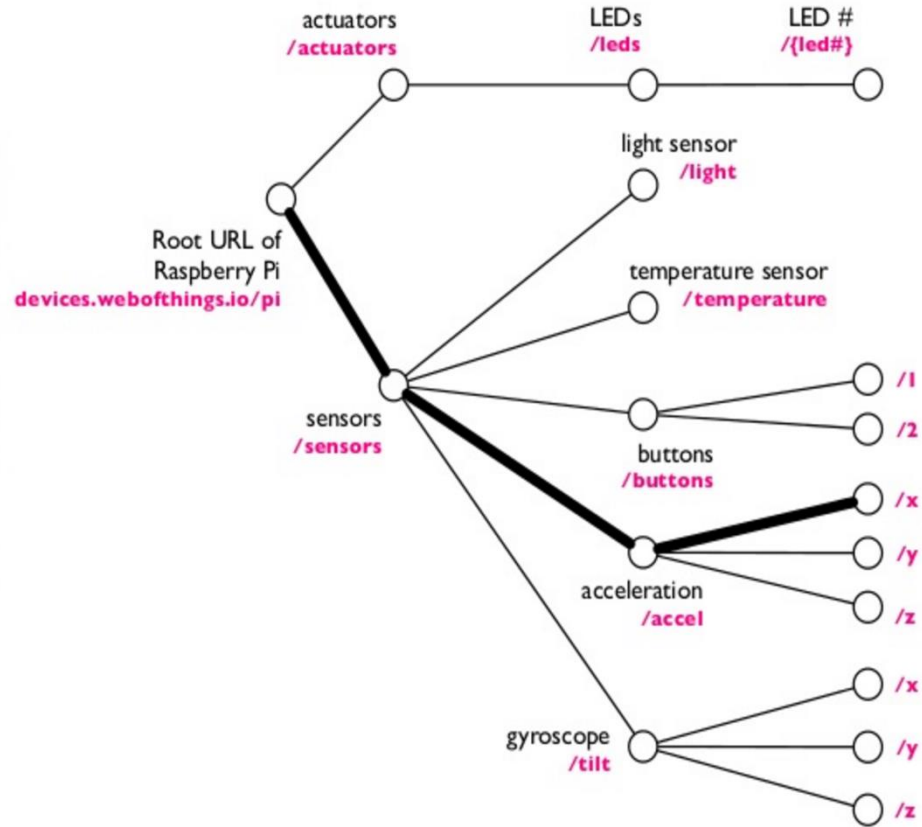 actuators
/actuators
LEDs
/leds
LED #
/{led#}
light sensor
/light
Root URL of
Raspberry Pi
devices.webofthings.io/pi
temperature sensor
/temperature
sensors
/sensors
/1
/2
buttons
/buttons
/x
/y
/z
acceleration
/accel
/x
/y
/z
gyroscope
/tilt